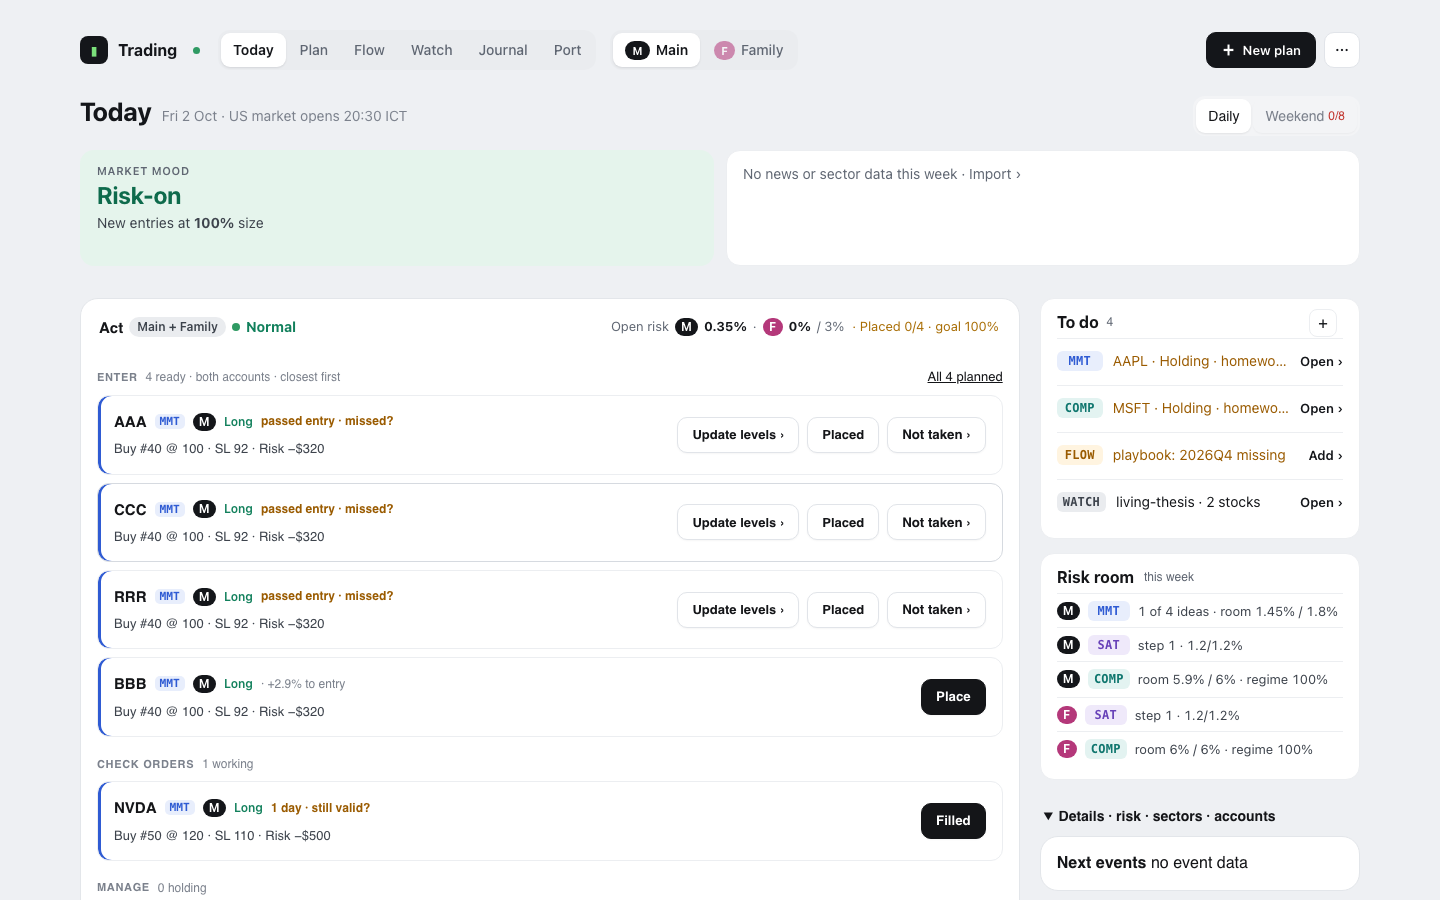 Trading Today Plan Flow Watch Journal Port M Main F Family + New plan ···
Today Fri 2 Oct · US market opens 20:30 ICT Daily Weekend 0/8
MARKET MOOD
Risk-on
New entries at 100% size
No news or sector data this week · Import ›
Act Main + Family Normal Open risk M 0.35% · F 0% / 3% · Placed 0/4 · goal 100%
ENTER 4 ready · both accounts · closest first All 4 planned
AAA MMT M Long passed entry · missed?
Buy #40 @ 100 · SL 92 · Risk −$320
Update levels › Placed Not taken ›
CCC MMT M Long passed entry · missed?
Buy #40 @ 100 · SL 92 · Risk −$320
Update levels › Placed Not taken ›
RRR MMT M Long passed entry · missed?
Buy #40 @ 100 · SL 92 · Risk −$320
Update levels › Placed Not taken ›
BBB MMT M Long · +2.9% to entry
Buy #40 @ 100 · SL 92 · Risk −$320
Place
CHECK ORDERS 1 working
NVDA MMT M Long 1 day · still valid?
Buy #50 @ 120 · SL 110 · Risk −$500
Filled
MANAGE 0 holding
To do 4 +
MMT AAPL · Holding · homewo... Open ›
COMP MSFT · Holding · homewo... Open ›
FLOW playbook: 2026Q4 missing Add ›
WATCH living-thesis · 2 stocks Open ›
Risk room this week
M MMT 1 of 4 ideas · room 1.45% / 1.8%
M SAT step 1 · 1.2/1.2%
M COMP room 5.9% / 6% · regime 100%
F SAT step 1 · 1.2/1.2%
F COMP room 6% / 6% · regime 100%
▼ Details · risk · sectors · accounts
Next events no event data